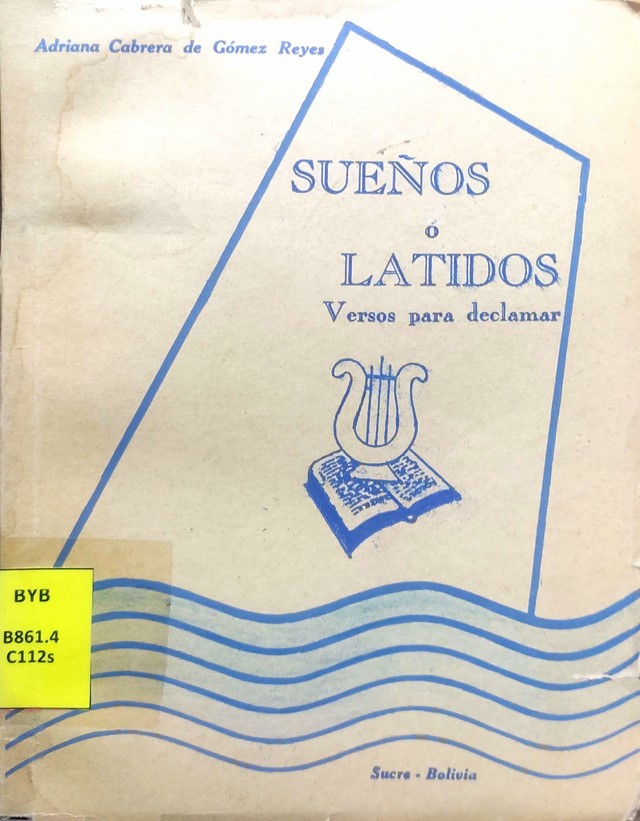 Adriana Cabrera de Gómez Reyes
SUEÑOS
ó
LATIDOS
Versos para declamar
BYB
B861.4
C112s
Sucre - Bolivia